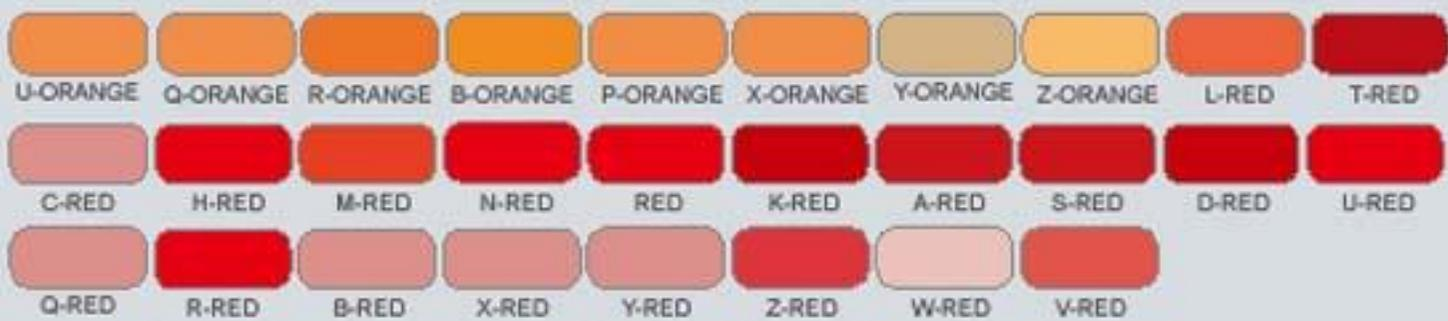 U-ORANGE Q-ORANGE R-ORANGE B-ORANGE P-ORANGE X-ORANGE Y-ORANGE Z-ORANGE L-RED T-RED
C-RED H-RED M-RED N-RED RED K-RED A-RED S-RED D-RED U-RED
Q-RED R-RED B-RED X-RED Y-RED Z-RED W-RED V-RED